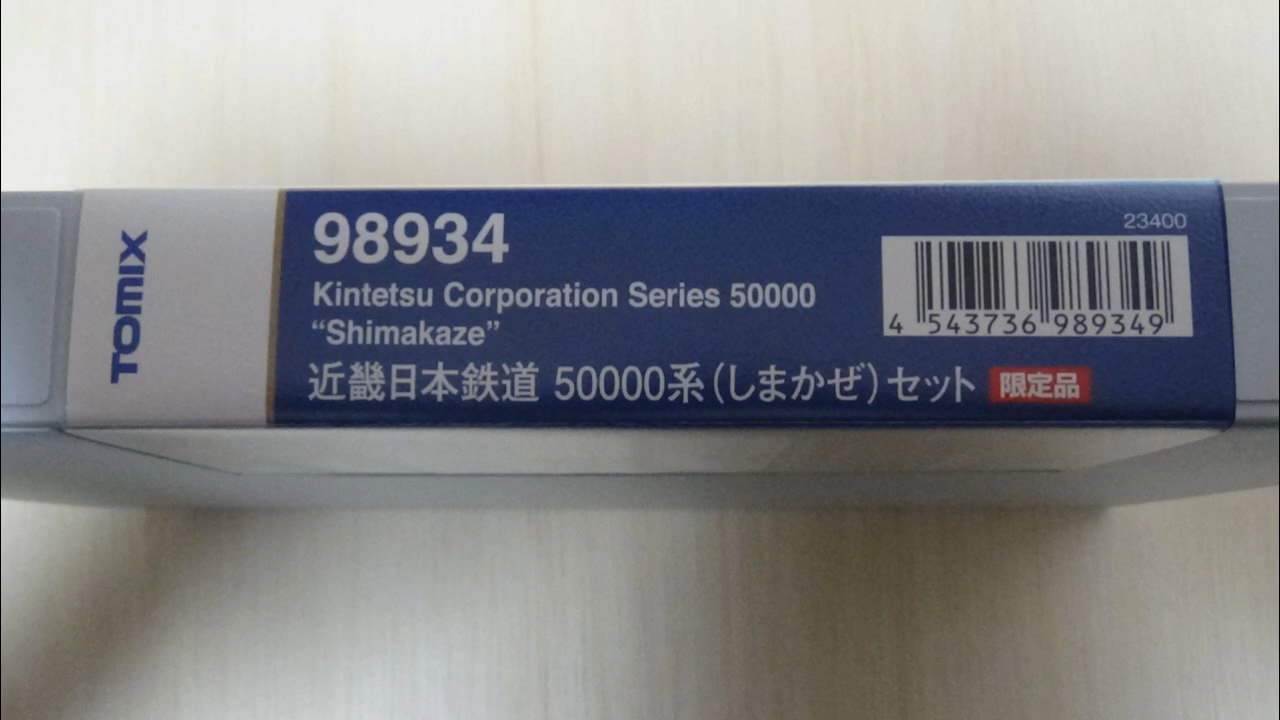 TOMIX
98934
Kintetsu Corporation Series 50000
“Shimakaze”
近畿日本鉄道 50000系(しまかぜ)セット 限定品
23400
4 543736 989349